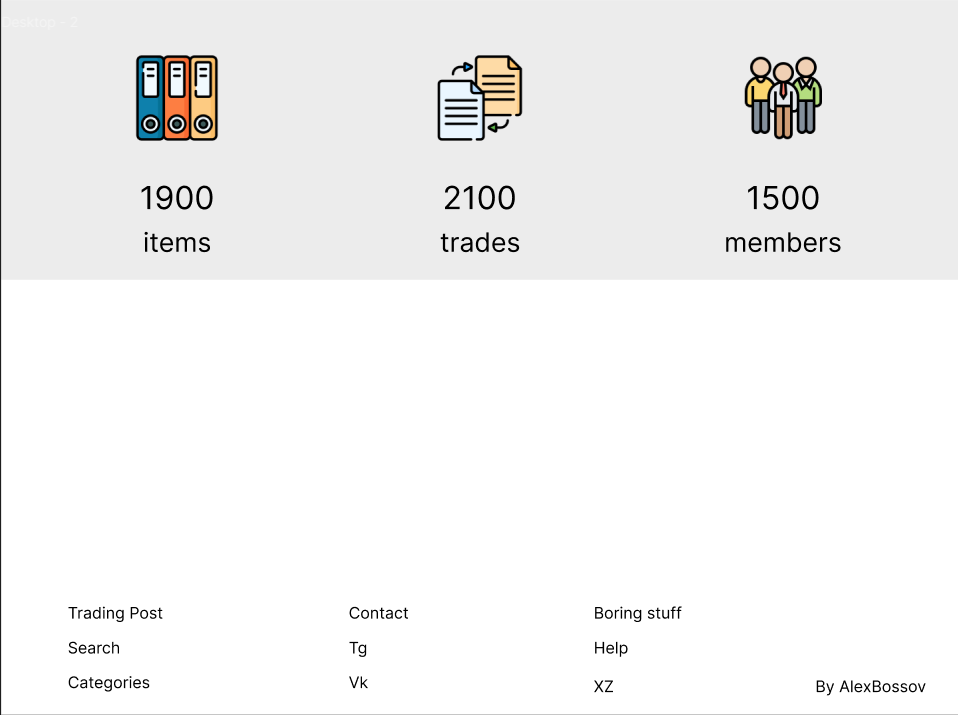 Desktop - 2
1900
items
2100
trades
1500
members
Trading Post
Search
Categories
Contact
Tg
Vk
Boring stuff
Help
XZ
By AlexBossov